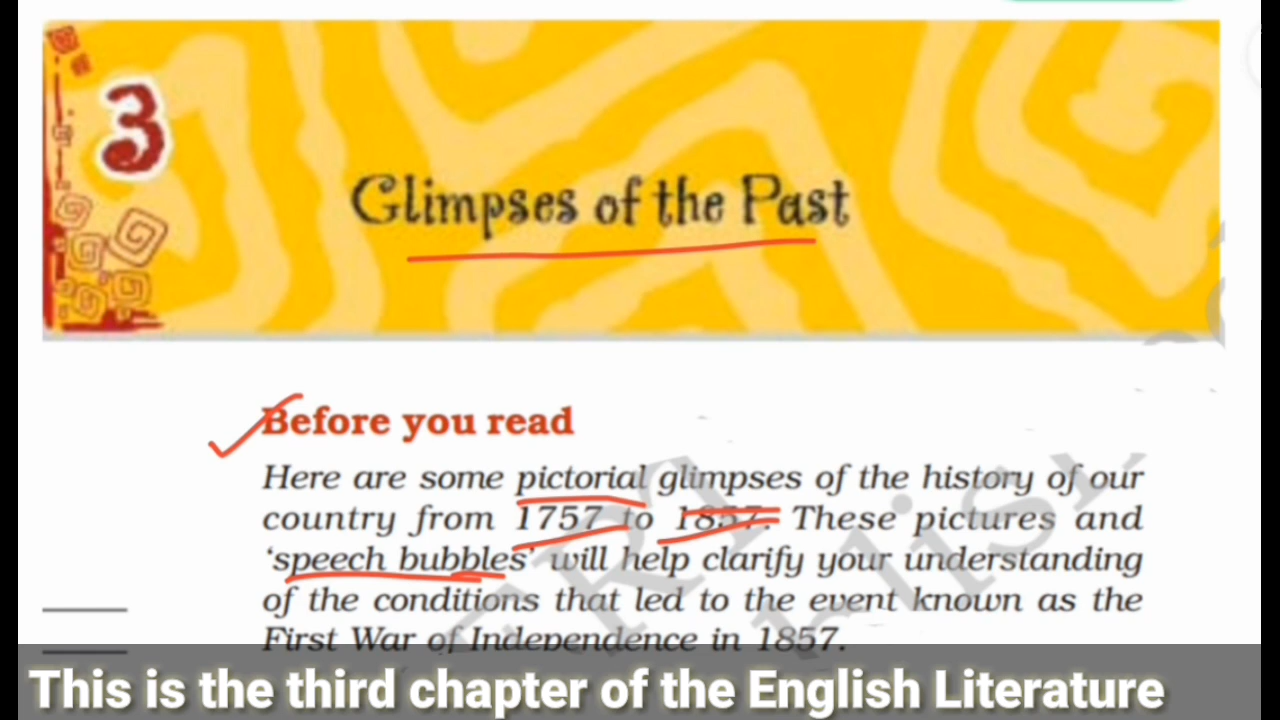 3
Glimpses of the Past
Before you read
Here are some pictorial glimpses of the history of our
country from 1757 to 1857. These pictures and
‘speech bubbles’ will help clarify your understanding
of the conditions that led to the event known as the
First War of Independence in 1857.
This is the third chapter of the English Literature